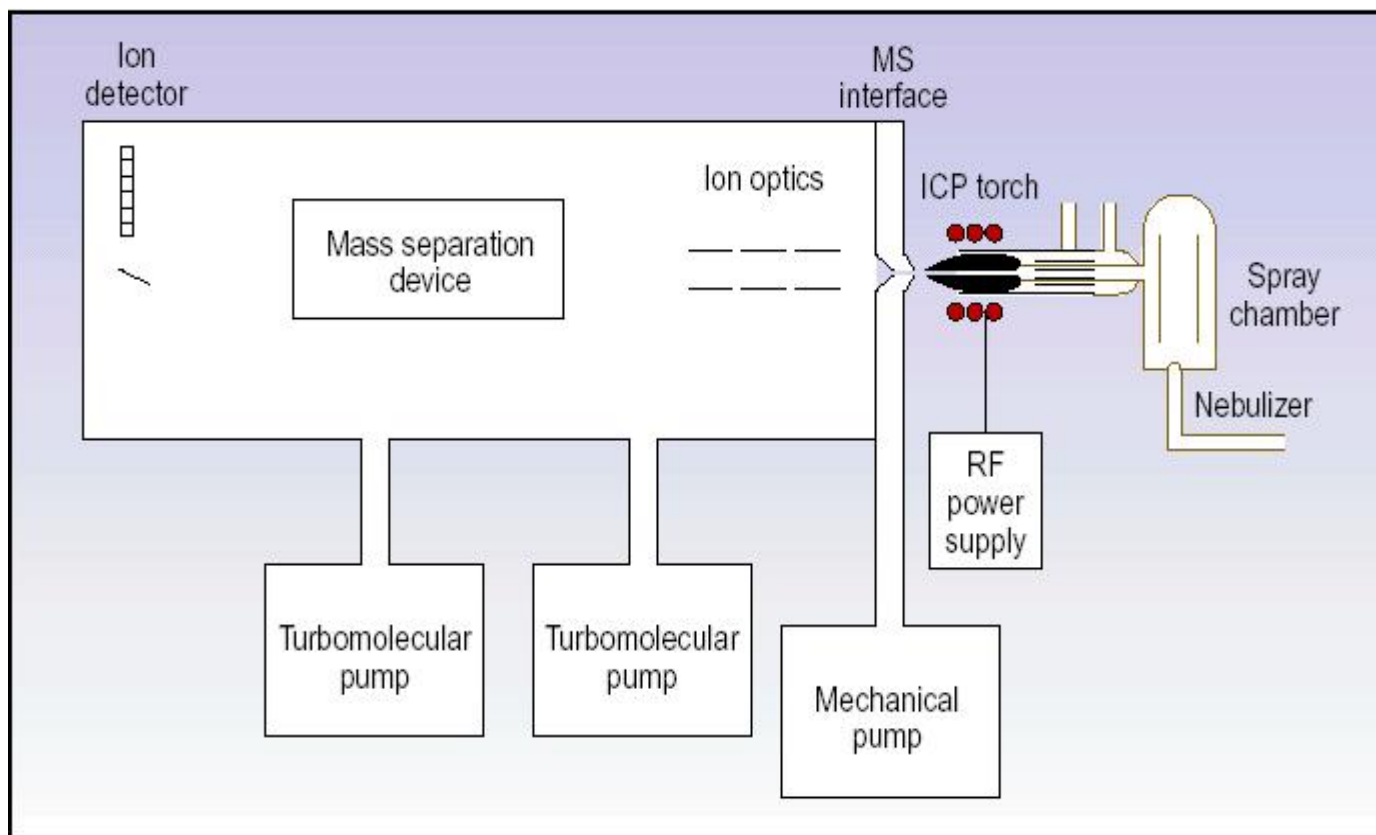 Ion
detector
MS
interface
Ion optics
ICP torch
Mass separation
device
Spray
chamber
Nebulizer
RF
power
supply
Turbomolecular
pump
Turbomolecular
pump
Mechanical
pump